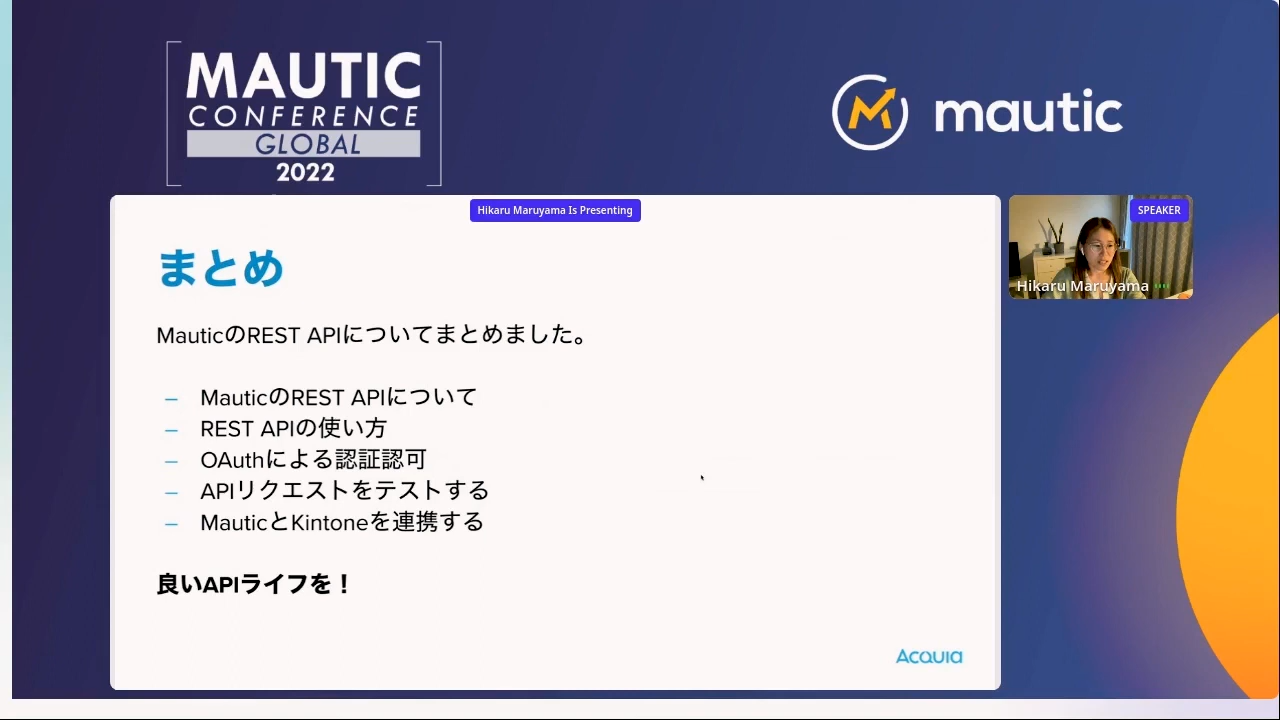 MAUTIC
CONFERENCE
GLOBAL
2022
mautic
Hikaru Maruyama Is Presenting
SPEAKER
Hikaru Maruyama
まとめ
MauticのREST APIについてまとめました。
– MauticのREST APIについて
– REST APIの使い方
– OAuthによる認証認可
– APIリクエストをテストする
– MauticとKintoneを連携する
良いAPIライフを！
Acquia